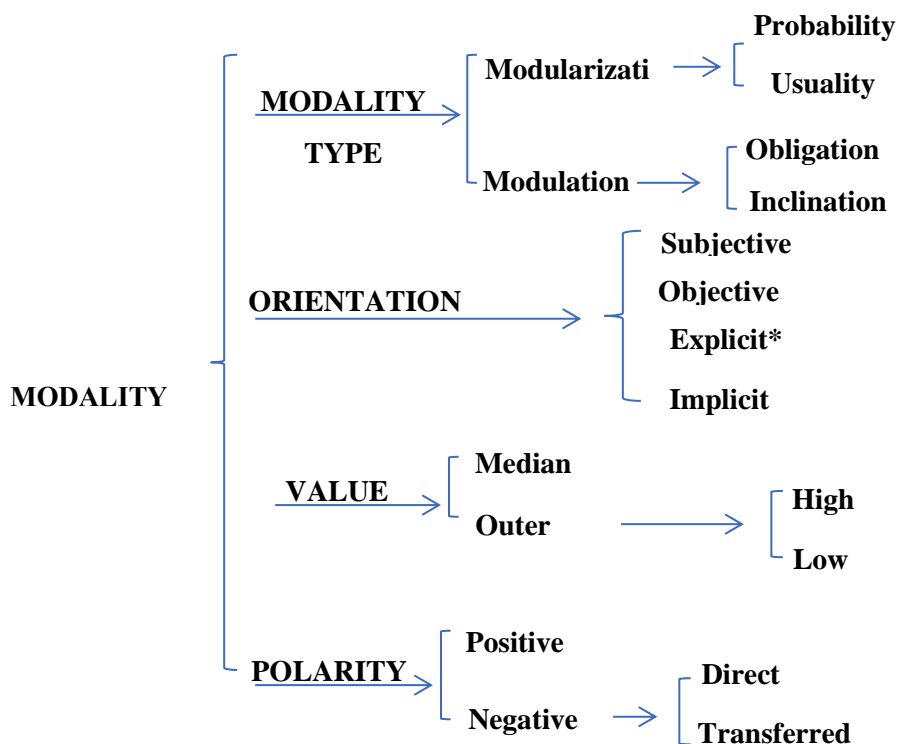 Probability
Modularizati
Usuality
MODALITY
TYPE
Obligation
Modulation
Inclination
Subjective
ORIENTATION
Objective
Explicit*
MODALITY
Implicit
Median
VALUE
High
Outer
Low
Positive
POLARITY
Direct
Negative
Transferred